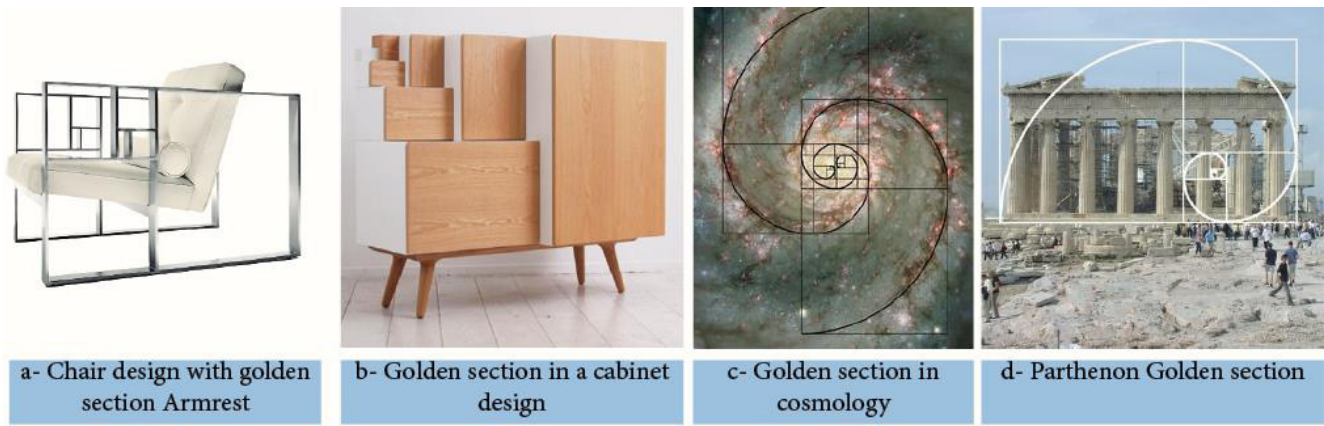 a- Chair design with golden
section Armrest
b- Golden section in a cabinet
design
c- Golden section in
cosmology
d- Parthenon Golden section